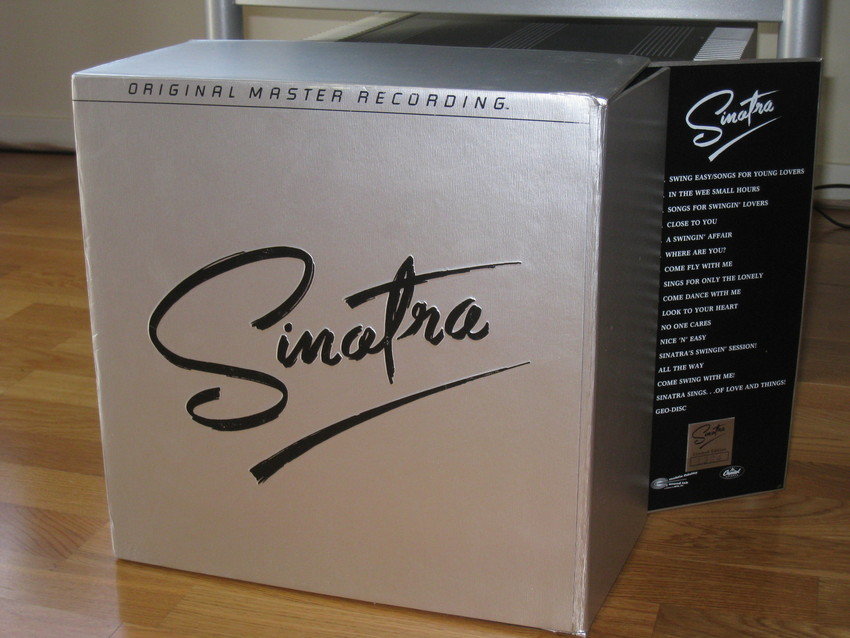 ORIGINAL MASTER RECORDING.
Sinatra
Sinatra
SWING EASY/SONGS FOR YOUNG LOVERS
IN THE WEE SMALL HOURS
SONGS FOR SWINGIN' LOVERS
CLOSE TO YOU
A SWINGIN' AFFAIR
WHERE ARE YOU?
COME FLY WITH ME
SINGS FOR ONLY THE LONELY
COME DANCE WITH ME
LOOK TO YOUR HEART
NO ONE CARES
NICE 'N' EASY
SINATRA'S SWINGIN' SESSION!
ALL THE WAY
COME SWING WITH ME!
SINATRA SINGS. . .OF LOVE AND THINGS!
GEO-DISC
Sinatra
Capitol